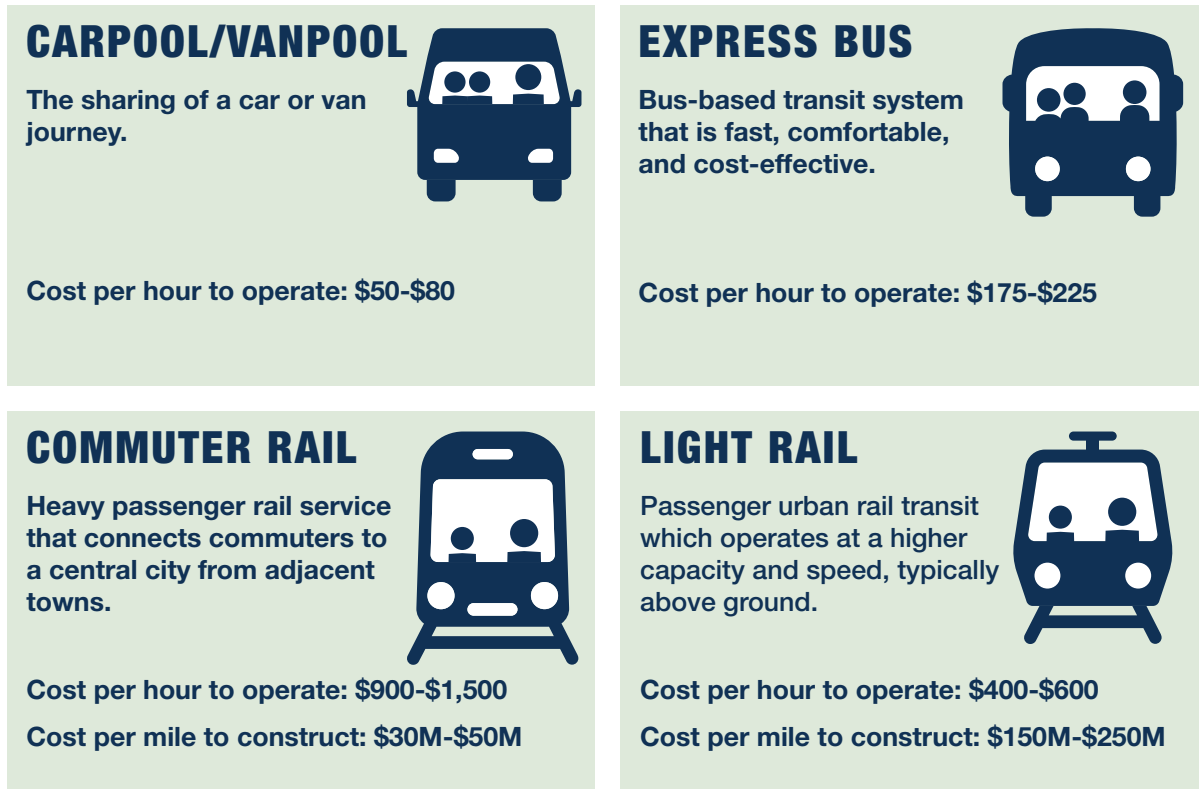 CARPOOL/VANPOOL
The sharing of a car or van
journey.
Cost per hour to operate: $50-$80
EXPRESS BUS
Bus-based transit system
that is fast, comfortable,
and cost-effective.
Cost per hour to operate: $175-$225
COMMUTER RAIL
Heavy passenger rail service
that connects commuters to
a central city from adjacent
towns.
Cost per hour to operate: $900-$1,500
Cost per mile to construct: $30M-$50M
LIGHT RAIL
Passenger urban rail transit
which operates at a higher
capacity and speed, typically
above ground.
Cost per hour to operate: $400-$600
Cost per mile to construct: $150M-$250M